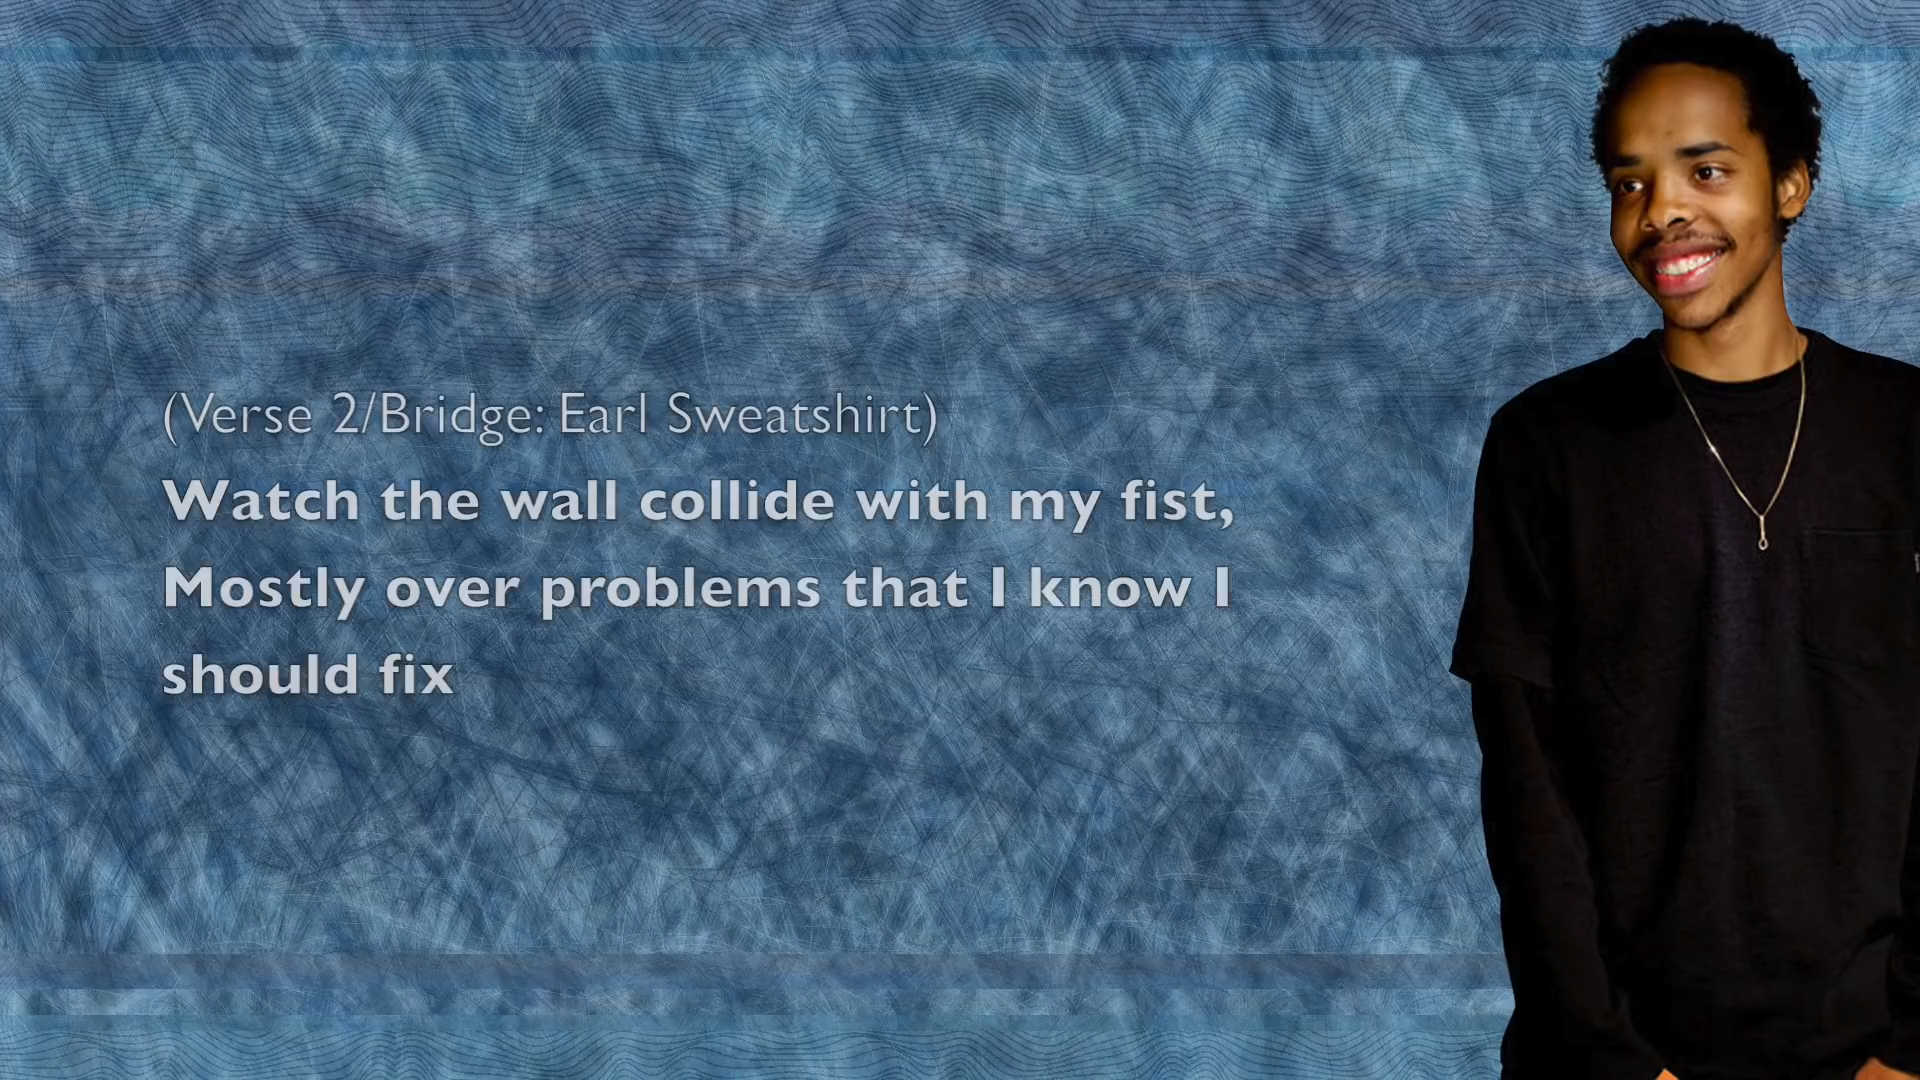 (Verse 2/Bridge: Earl Sweatshirt)
Watch the wall collide with my fist,
Mostly over problems that I know I
should fix